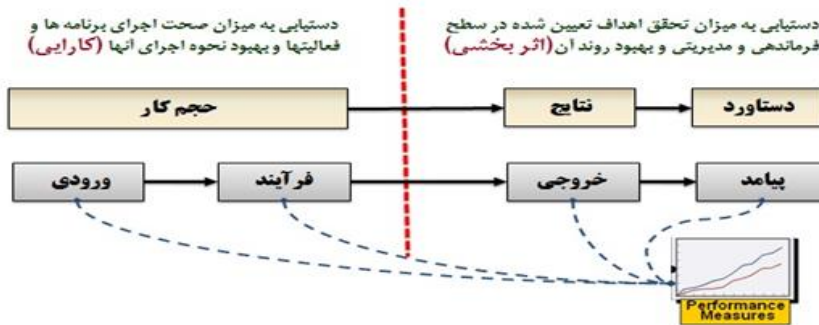 دستیابی به میزان تحقق اهداف تعیین شده در سطح
فرماندهی و مدیریتی و بهبود روند آن(اثر بخشی)
دستیابی به میزان صحت اجرای برنامه ها و
فعالیتها و بهبود نحوه اجرای آنها (کارایی)
حجم کار
نتایج
دستاورد
ورودی
فرآیند
خروجی
پیامد
Performance
Measures